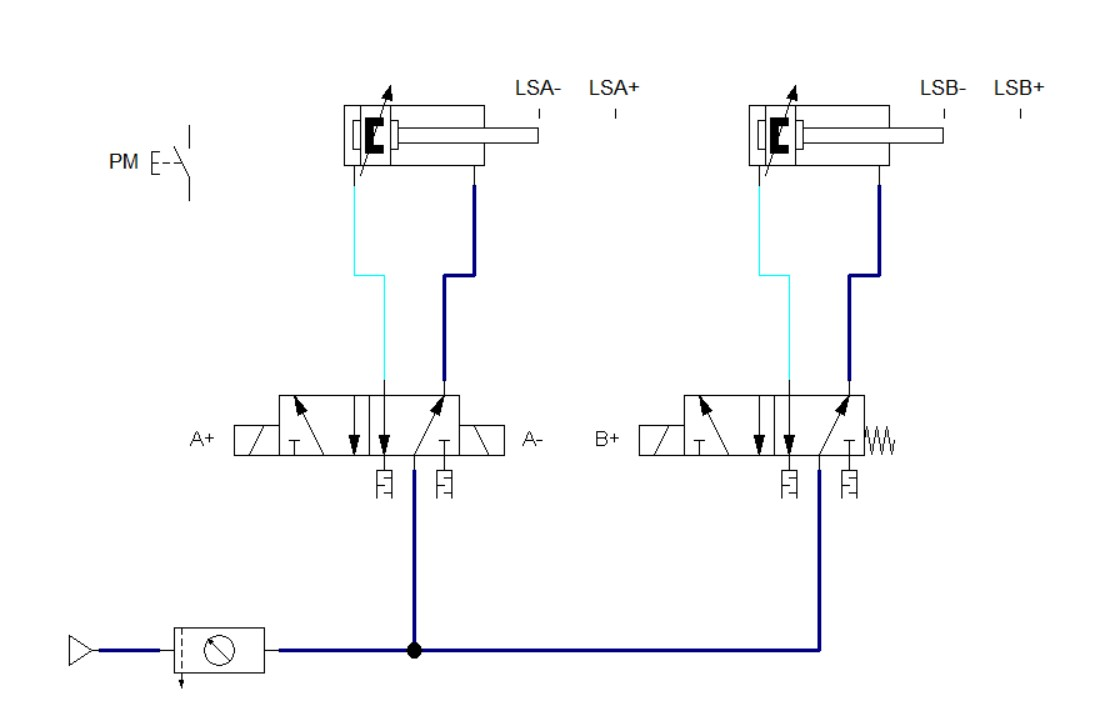 LSA- LSA+ LSB- LSB+
PM
A+ A- B+